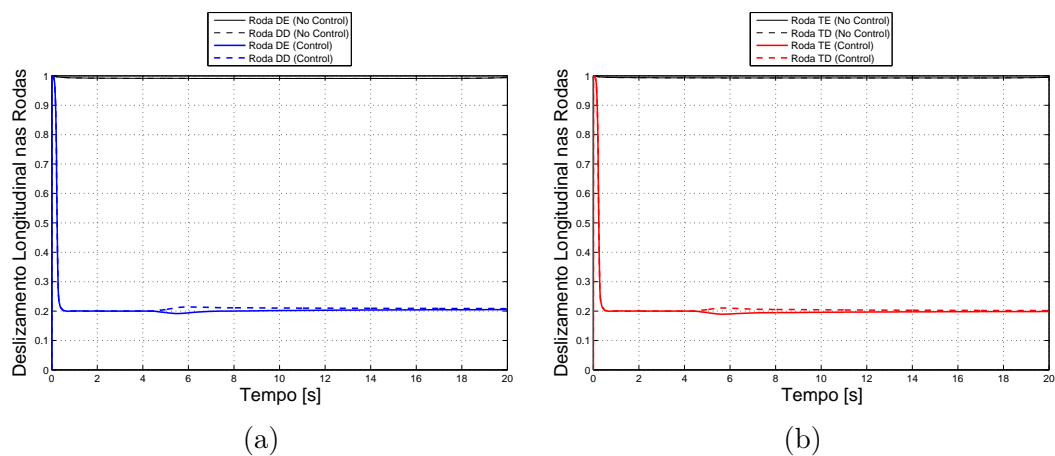 Roda DE (No Control)
Roda DD (No Control)
Roda DE (Control)
Roda DD (Control)
Deslizamento Longitudinal nas Rodas
1
0.9
0.8
0.7
0.6
0.5
0.4
0.3
0.2
0.1
0
0 2 4 6 8 10 12 14 16 18 20
Tempo [s]
(a)
Roda TE (No Control)
Roda TD (No Control)
Roda TE (Control)
Roda TD (Control)
Deslizamento Longitudinal nas Rodas
1
0.9
0.8
0.7
0.6
0.5
0.4
0.3
0.2
0.1
0
0 2 4 6 8 10 12 14 16 18 20
Tempo [s]
(b)